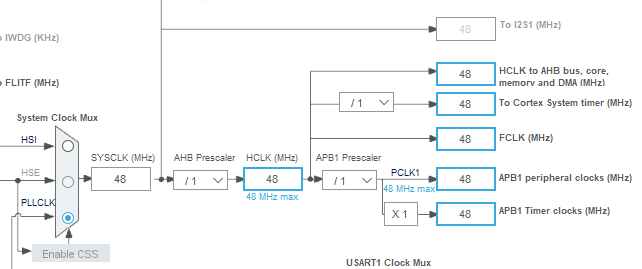 48
To I2S1 (MHz)
IWDG (KHz)
48
HCLK to AHB bus, core,
memory and DMA (MHz)
FLITF (MHz)
/ 1
48
To Cortex System timer (MHz)
System Clock Mux
48
FCLK (MHz)
HSI
SYSCLK (MHz)
AHB Prescaler
HCLK (MHz)
APB1 Prescaler
HSE
PCLK1
48
/ 1
48
/ 1
48
APB1 peripheral clocks (MHz)
48 MHz max
48 MHz max
PLLCLK
X 1
48
APB1 Timer clocks (MHz)
Enable CSS
USART1 Clock Mux